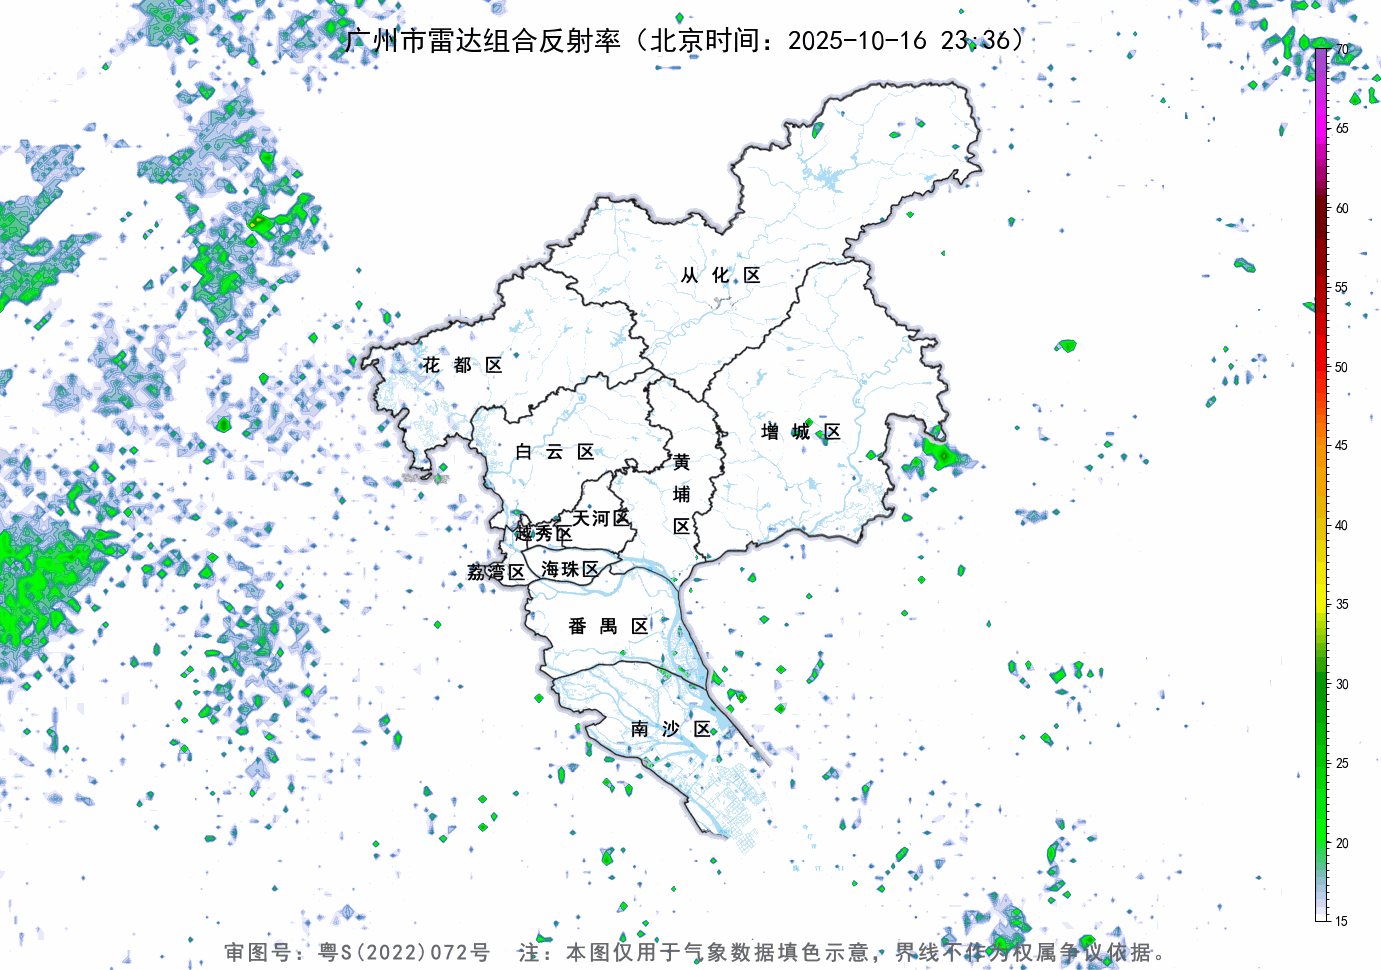 广州市雷达组合反射率（北京时间：2025-10-16 23:36）
70
65
60
55
50
45
40
35
30
25
20
15
从化区
花都区
增城区
白云区
黄埔区
天河区
越秀区
海珠区
荔湾区
番禺区
南沙区
审图号：粤S(2022)072号 注：本图仅用于气象数据填色示意，界线不作为权属争议依据。